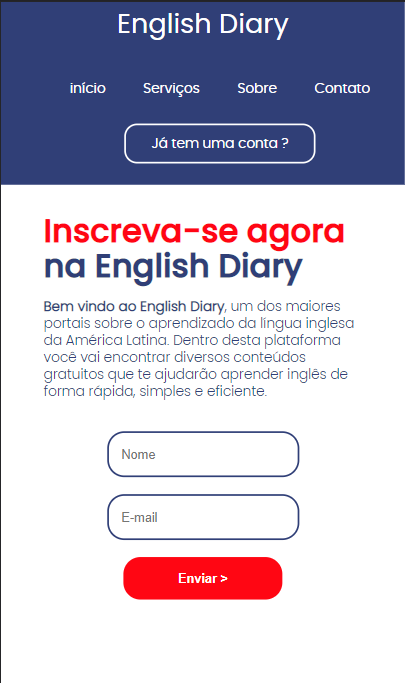 English Diary
início Serviços Sobre Contato
Já tem uma conta ?
Inscreva-se agora
na English Diary
Bem vindo ao English Diary, um dos maiores
portais sobre o aprendizado da língua inglesa
da América Latina. Dentro desta plataforma
você vai encontrar diversos conteúdos
gratuitos que te ajudarão aprender inglês de
forma rápida, simples e eficiente.
Nome
E-mail
Enviar >